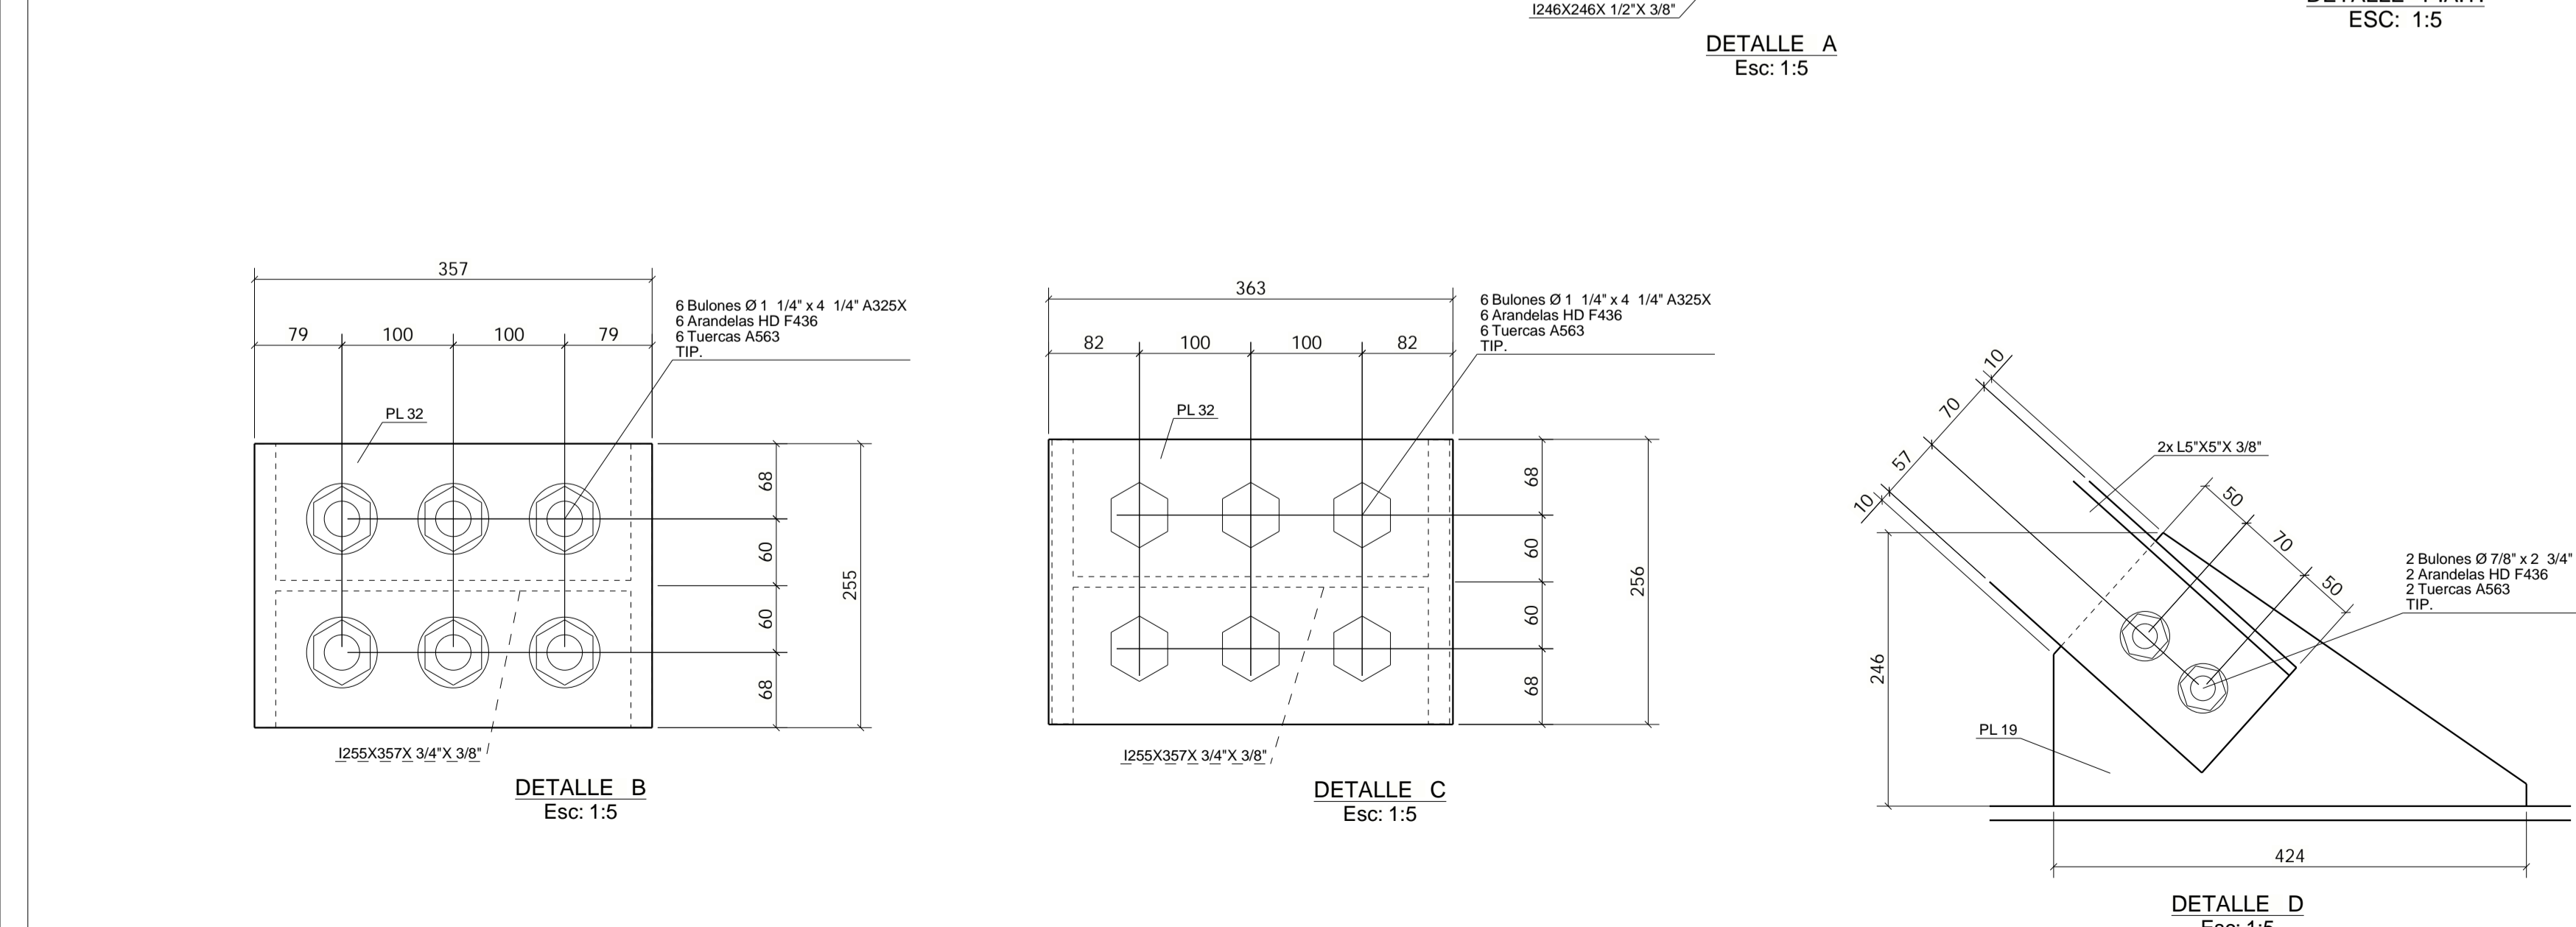 I246X246X 1/2"X 3/8"
DETALLE A
Esc: 1:5
ESC: 1:5
357
79 100 100 79
6 Bulones Ø 1 1/4" x 4 1/4" A325X
6 Arandelas HD F436
6 Tuercas A563
TIP.
PL 32
68
60
60
68
255
I255X357X 3/4"X 3/8"
DETALLE B
Esc: 1:5
363
82 100 100 82
6 Bulones Ø 1 1/4" x 4 1/4" A325X
6 Arandelas HD F436
6 Tuercas A563
TIP.
PL 32
68
60
60
68
256
I255X357X 3/4"X 3/8"
DETALLE C
Esc: 1:5
10
70
57
10
2x L5"X5"X 3/8"
50
70
50
2 Bulones Ø 7/8" x 2 3/4"
2 Arandelas HD F436
2 Tuercas A563
TIP.
246
PL 19
424
DETALLE D
Esc: 1:5